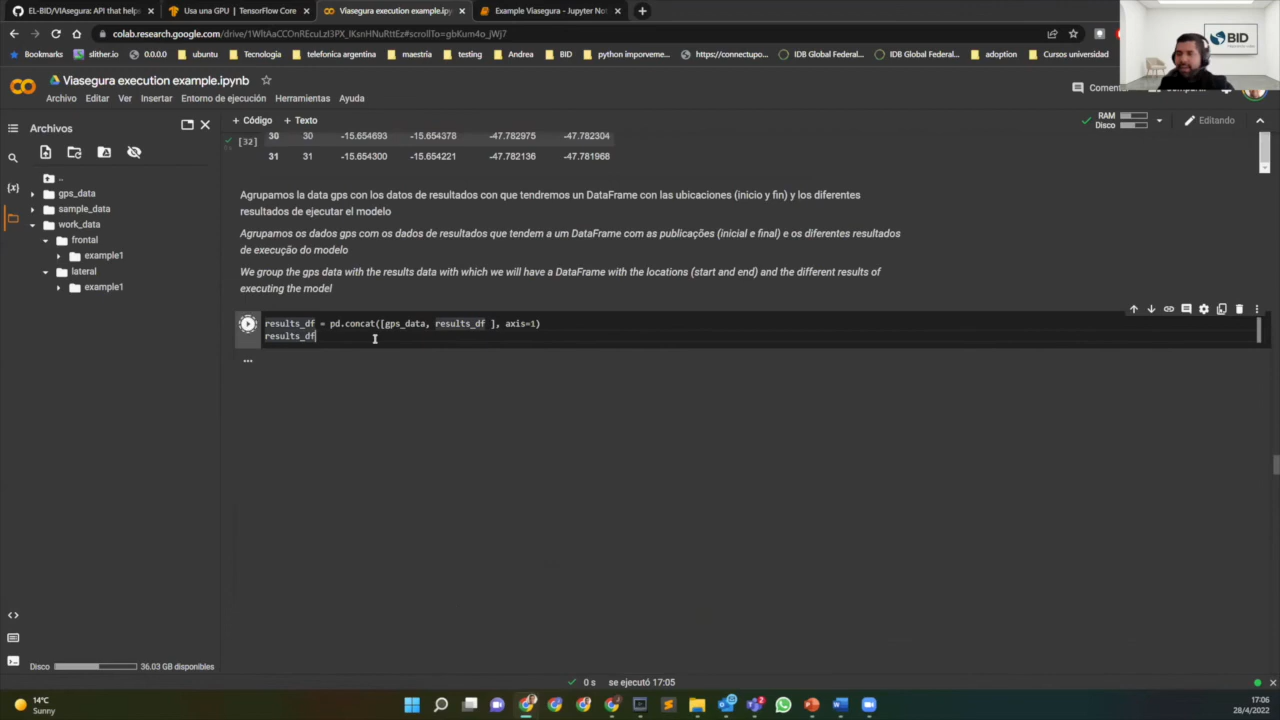 EL-BID/VIAsegura: API that help
Usa una GPU | TensorFlow Core
Viasegura execution example.ip
Example Viasegura - Jupyter Not
colab.research.google.com
Bookmarks
slither.io
0.0.0.0
ubuntu
Tecnologia
trabajo
Andrea
BID
python imporveme...
https://connectupo...
IDB Global Federal...
IDB Global Federa...
adoption
Cursos universidad
BID
Viasegura execution example.ipynb
Archivo
Editar
Ver
Insertar
Entorno de ejecución
Herramientas
Ayuda
Comentar
+ Código
+ Texto
RAM
Disco
Editando
Archivos
..
gps_data
sample_data
work_data
frontal
example1
lateral
example1
[32]
30 30 -15.654693 -15.654378 -47.782975 -47.782304
31 31 -15.654300 -15.654221 -47.782136 -47.781968
Agrupamos la data gps con los datos de resultados con que tendremos un DataFrame con las ubicaciones (inicio y fin) y los diferentes
resultados de ejecutar el modelo
Agrupamos os dados gps com os dados de resultados que tendem a um DataFrame com as publicações (inicial e final) e os diferentes resultados
de execução do modelo
We group the gps data with the results data with which we will have a DataFrame with the locations (start and end) and the different results of
executing the model
results_df = pd.concat([gps_data, results_df ], axis=1)
results_df
...
Disco
36.03 GB disponibles
0 s
se ejecutó 17:05
14°C
Sunny
17:06
28/4/2022